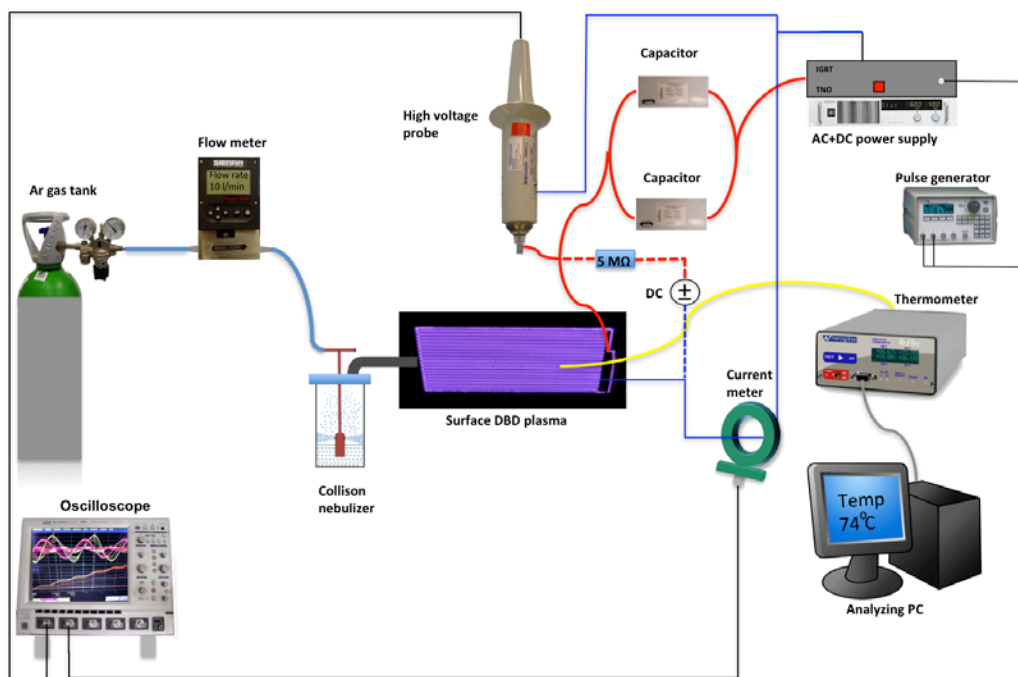 Capacitor
IGBT
TNO
High voltage
probe
AC+DC power supply
Flow meter
SIERRA
Flow rate
10 l/min
Capacitor
Pulse generator
Ar gas tank
5 MΩ
DC
Thermometer
Current
meter
Surface DBD plasma
Collison
nebulizer
Oscilloscope
Temp
74°C
Analyzing PC